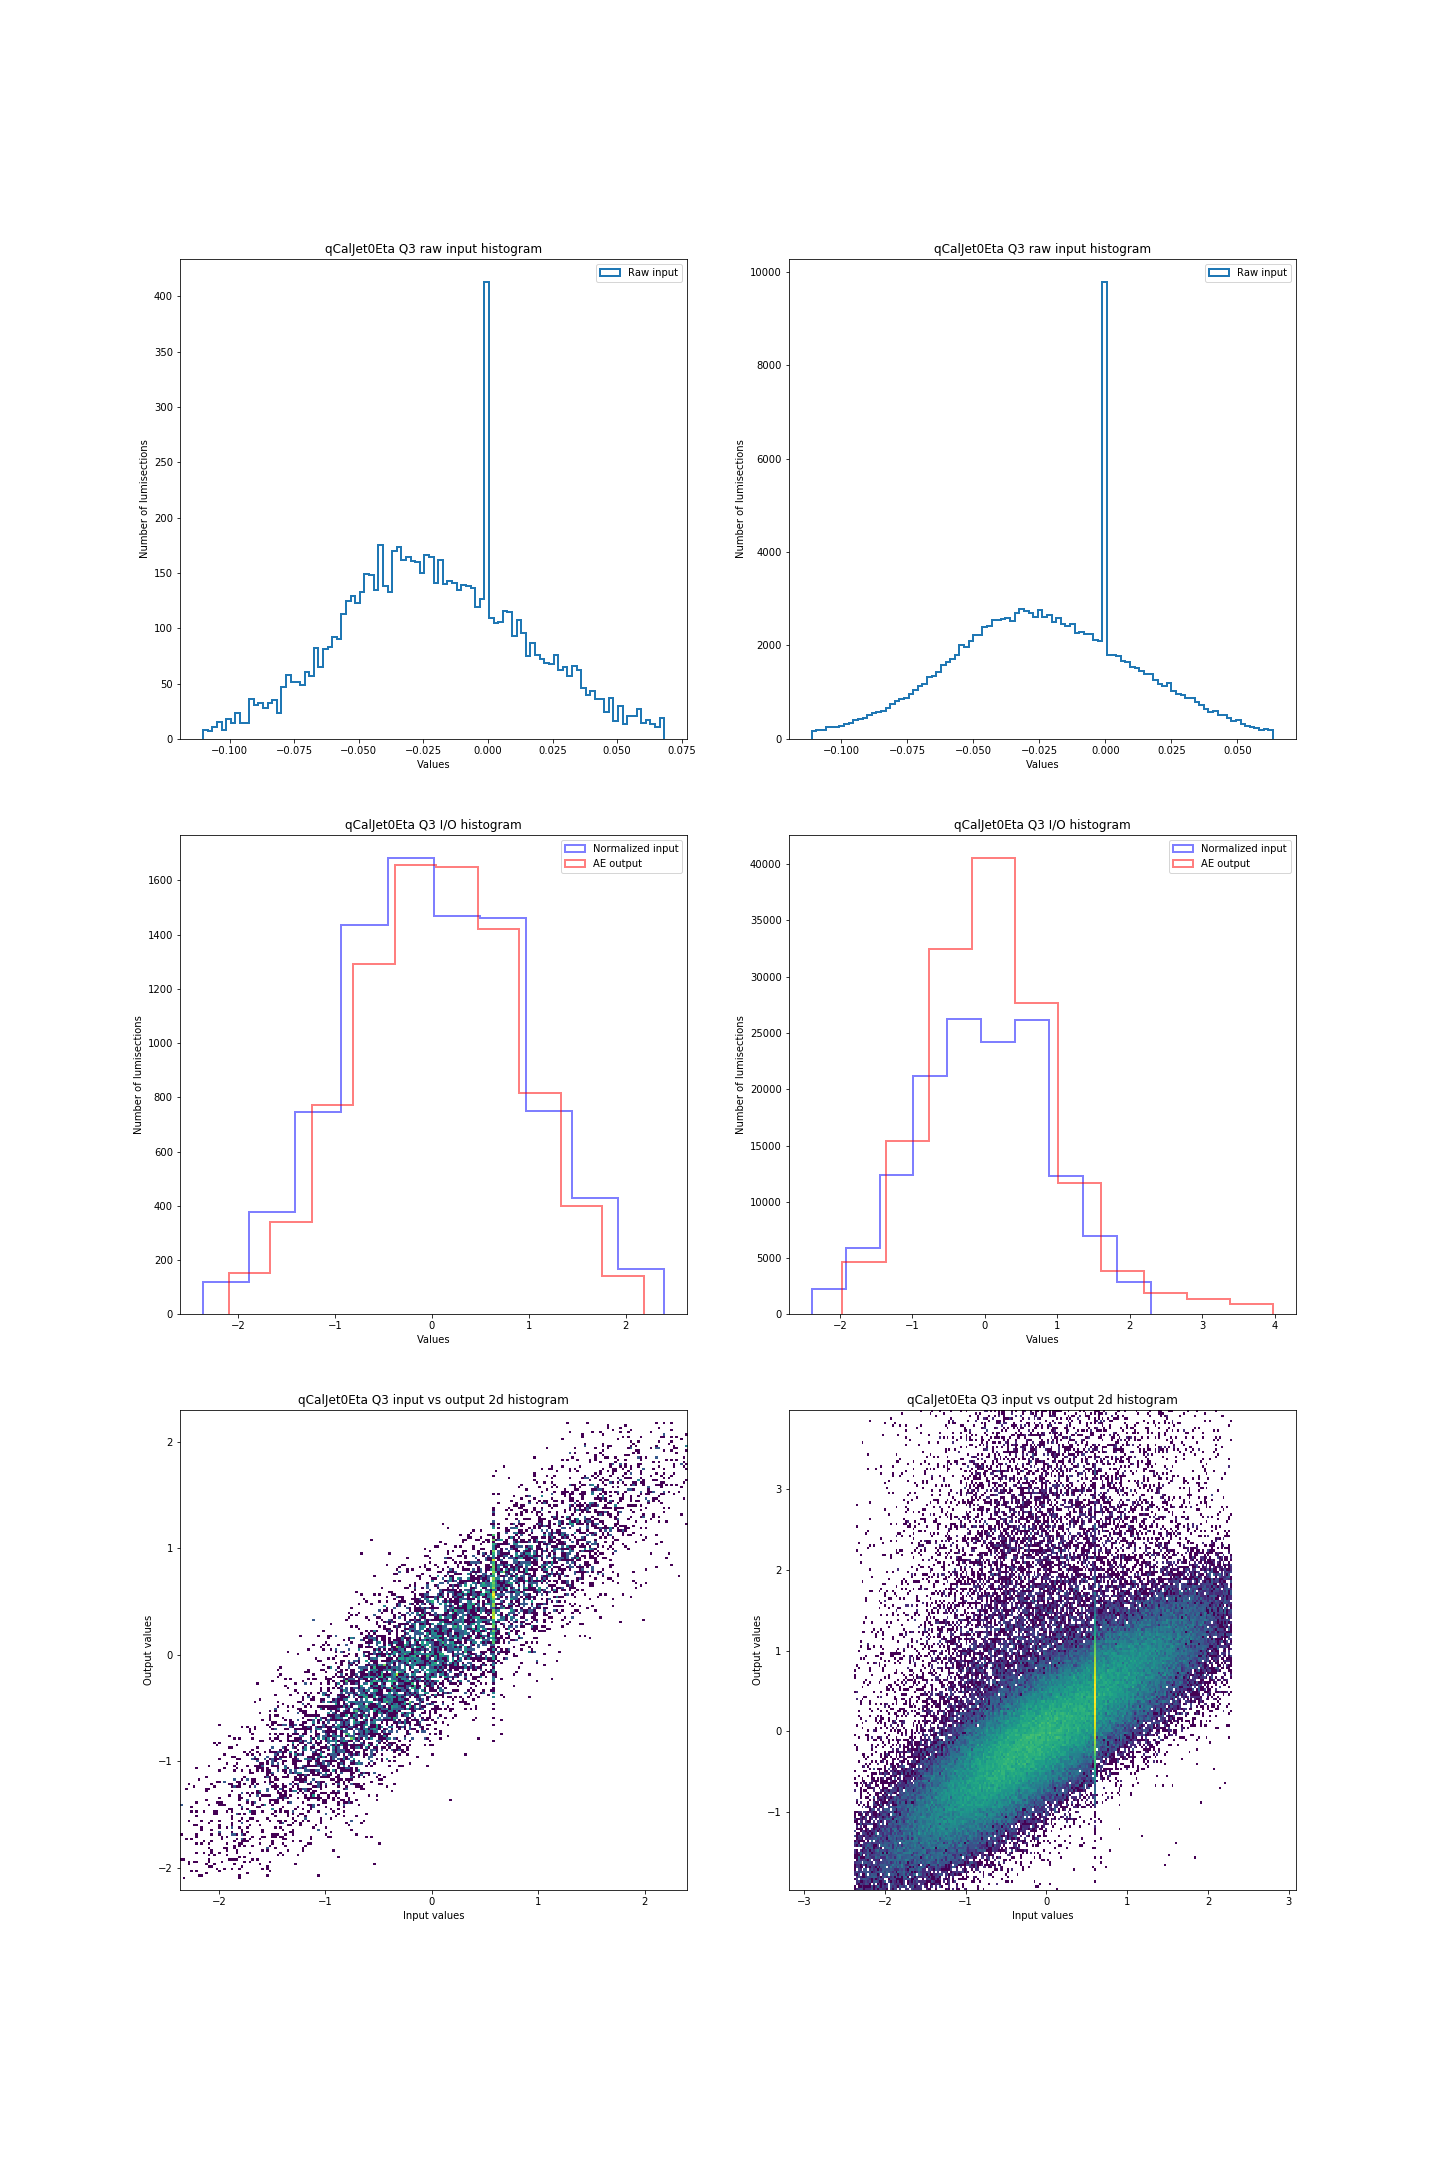 qCalJet0Eta Q3 raw input histogram
Raw input
Number of lumisections
400
350
300
250
200
150
100
50
0
−0.100 −0.075 −0.050 −0.025 0.000 0.025 0.050 0.075
Values
qCalJet0Eta Q3 raw input histogram
Raw input
Number of lumisections
10000
8000
6000
4000
2000
0
−0.100 −0.075 −0.050 −0.025 0.000 0.025 0.050
Values
qCalJet0Eta Q3 I/O histogram
Normalized input
AE output
Number of lumisections
1600
1400
1200
1000
800
600
400
200
0
−2 −1 0 1 2
Values
qCalJet0Eta Q3 I/O histogram
Normalized input
AE output
Number of lumisections
40000
35000
30000
25000
20000
15000
10000
5000
0
−2 −1 0 1 2 3 4
Values
qCalJet0Eta Q3 input vs output 2d histogram
Output values
2
1
0
−1
−2
−2 −1 0 1 2
Input values
qCalJet0Eta Q3 input vs output 2d histogram
Output values
3
2
1
0
−1
−3 −2 −1 0 1 2 3
Input values